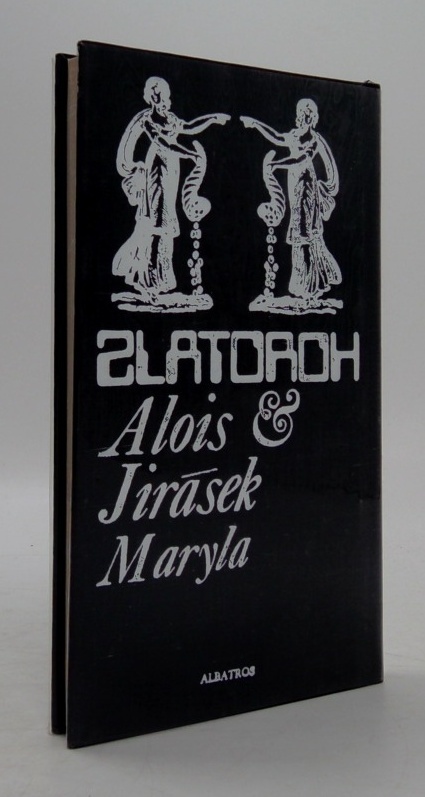 ZLATOROH
Alois &
Jirásek
Maryla
ALBATROS